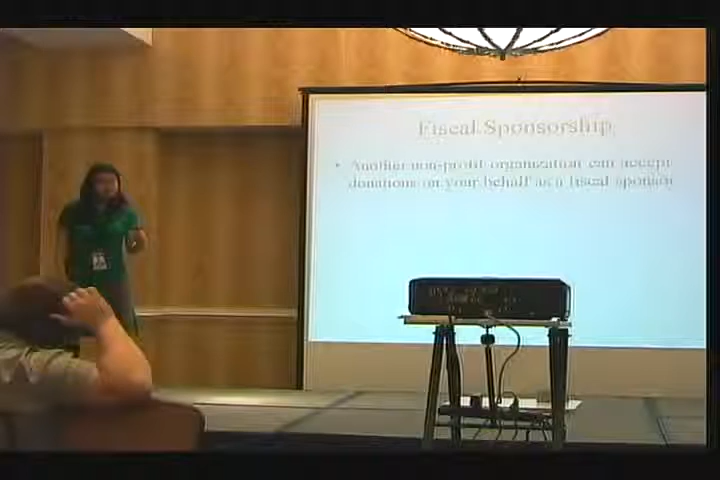 Fiscal Sponsorship
• Another non-profit organization can accept
donations on your behalf as a fiscal sponsor